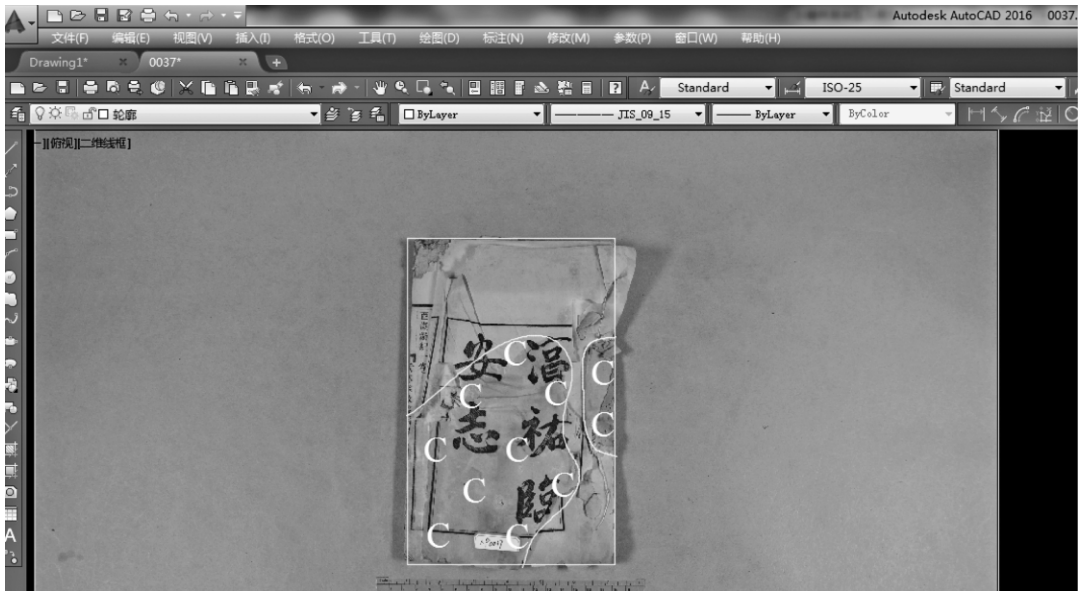 Autodesk AutoCAD 2016 0037.
文件(F) 编辑(E) 视图(V) 插入(I) 格式(O) 工具(T) 绘图(D) 标注(N) 修改(M) 参数(P) 窗口(W) 帮助(H)
Drawing1* 0037*
Standard ISO-25 Standard
轮廓 ByLayer JIS_09_15 ByLayer ByColor
][俯视][二维线框]
臨祐
志安
C
C
C
C
C
C
C
C
C
C
C
C